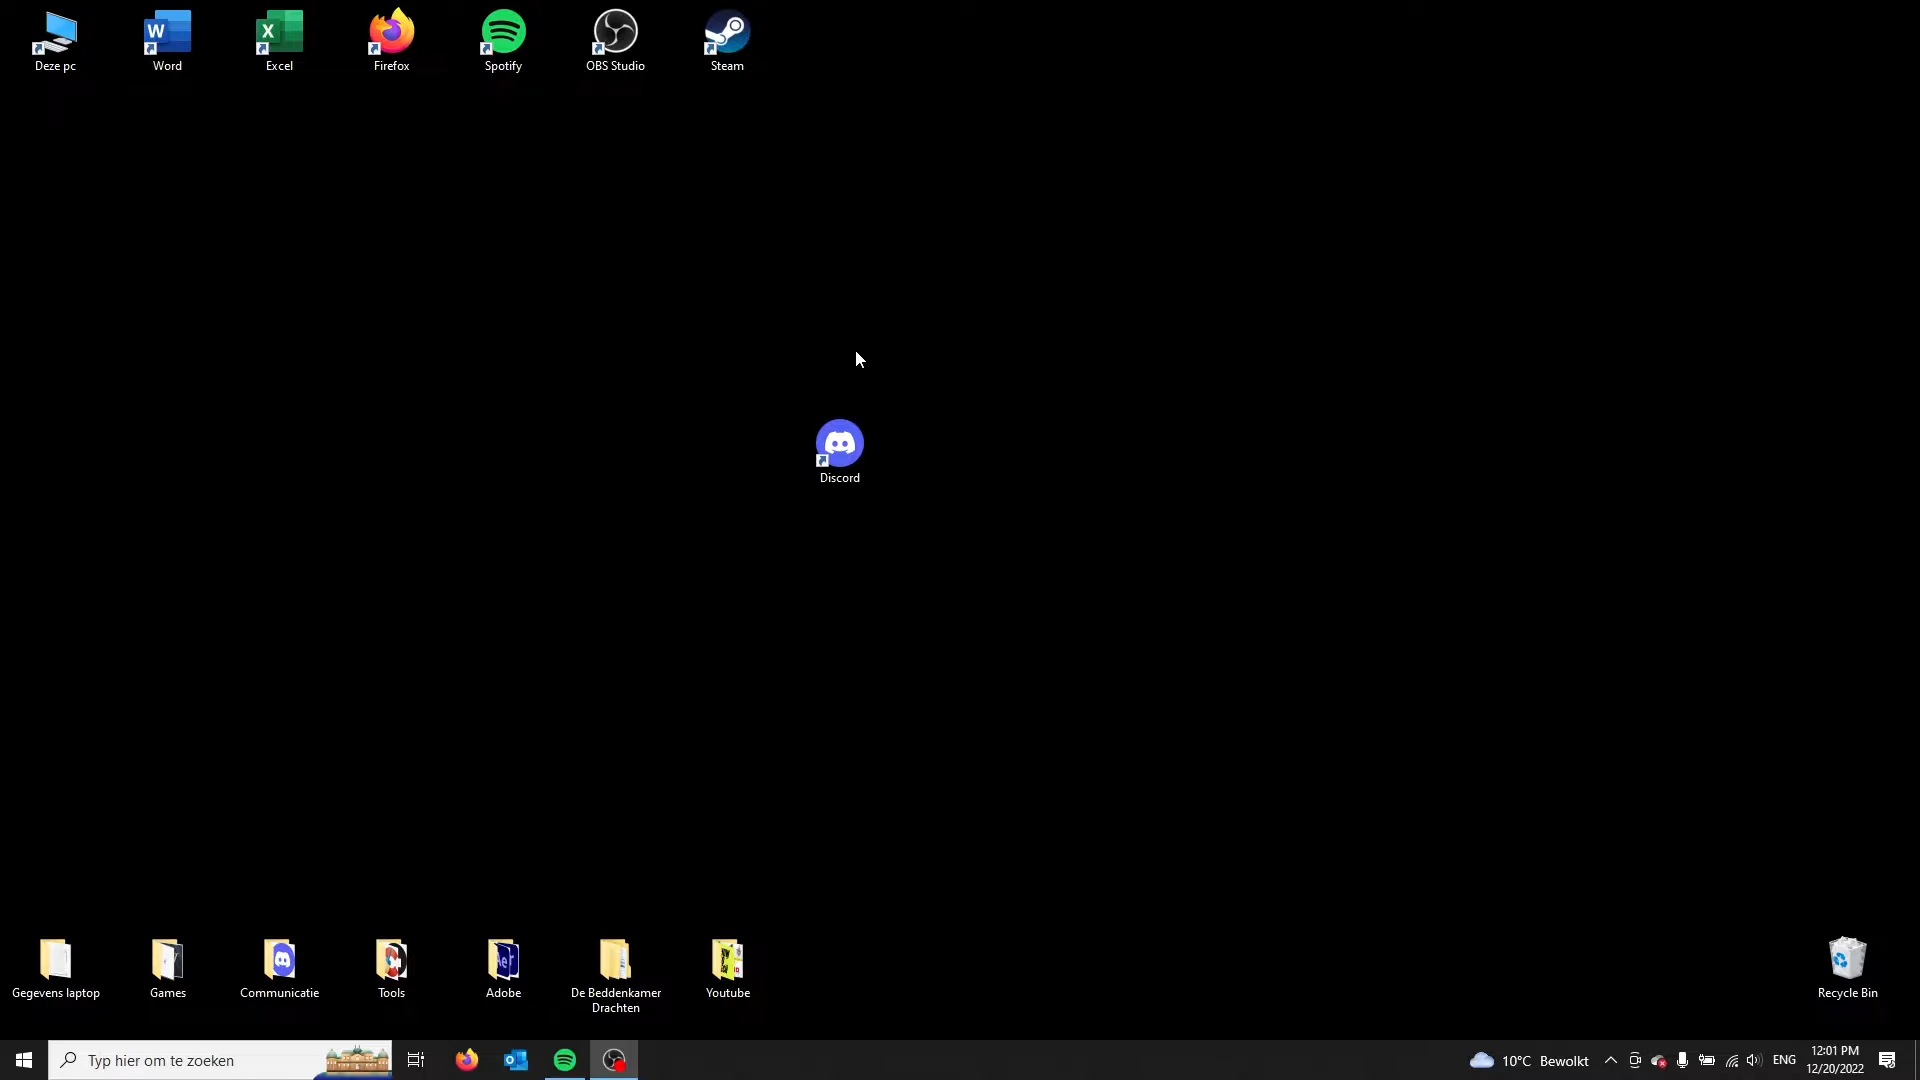 Deze pc
Word
Excel
Firefox
Spotify
OBS Studio
Steam
Discord
Gegevens laptop
Games
Communicatie
Tools
Adobe
De Beddenkamer
Drachten
Youtube
Recycle Bin
Typ hier om te zoeken
10°C Bewolkt
ENG
12:01 PM
12/20/2022